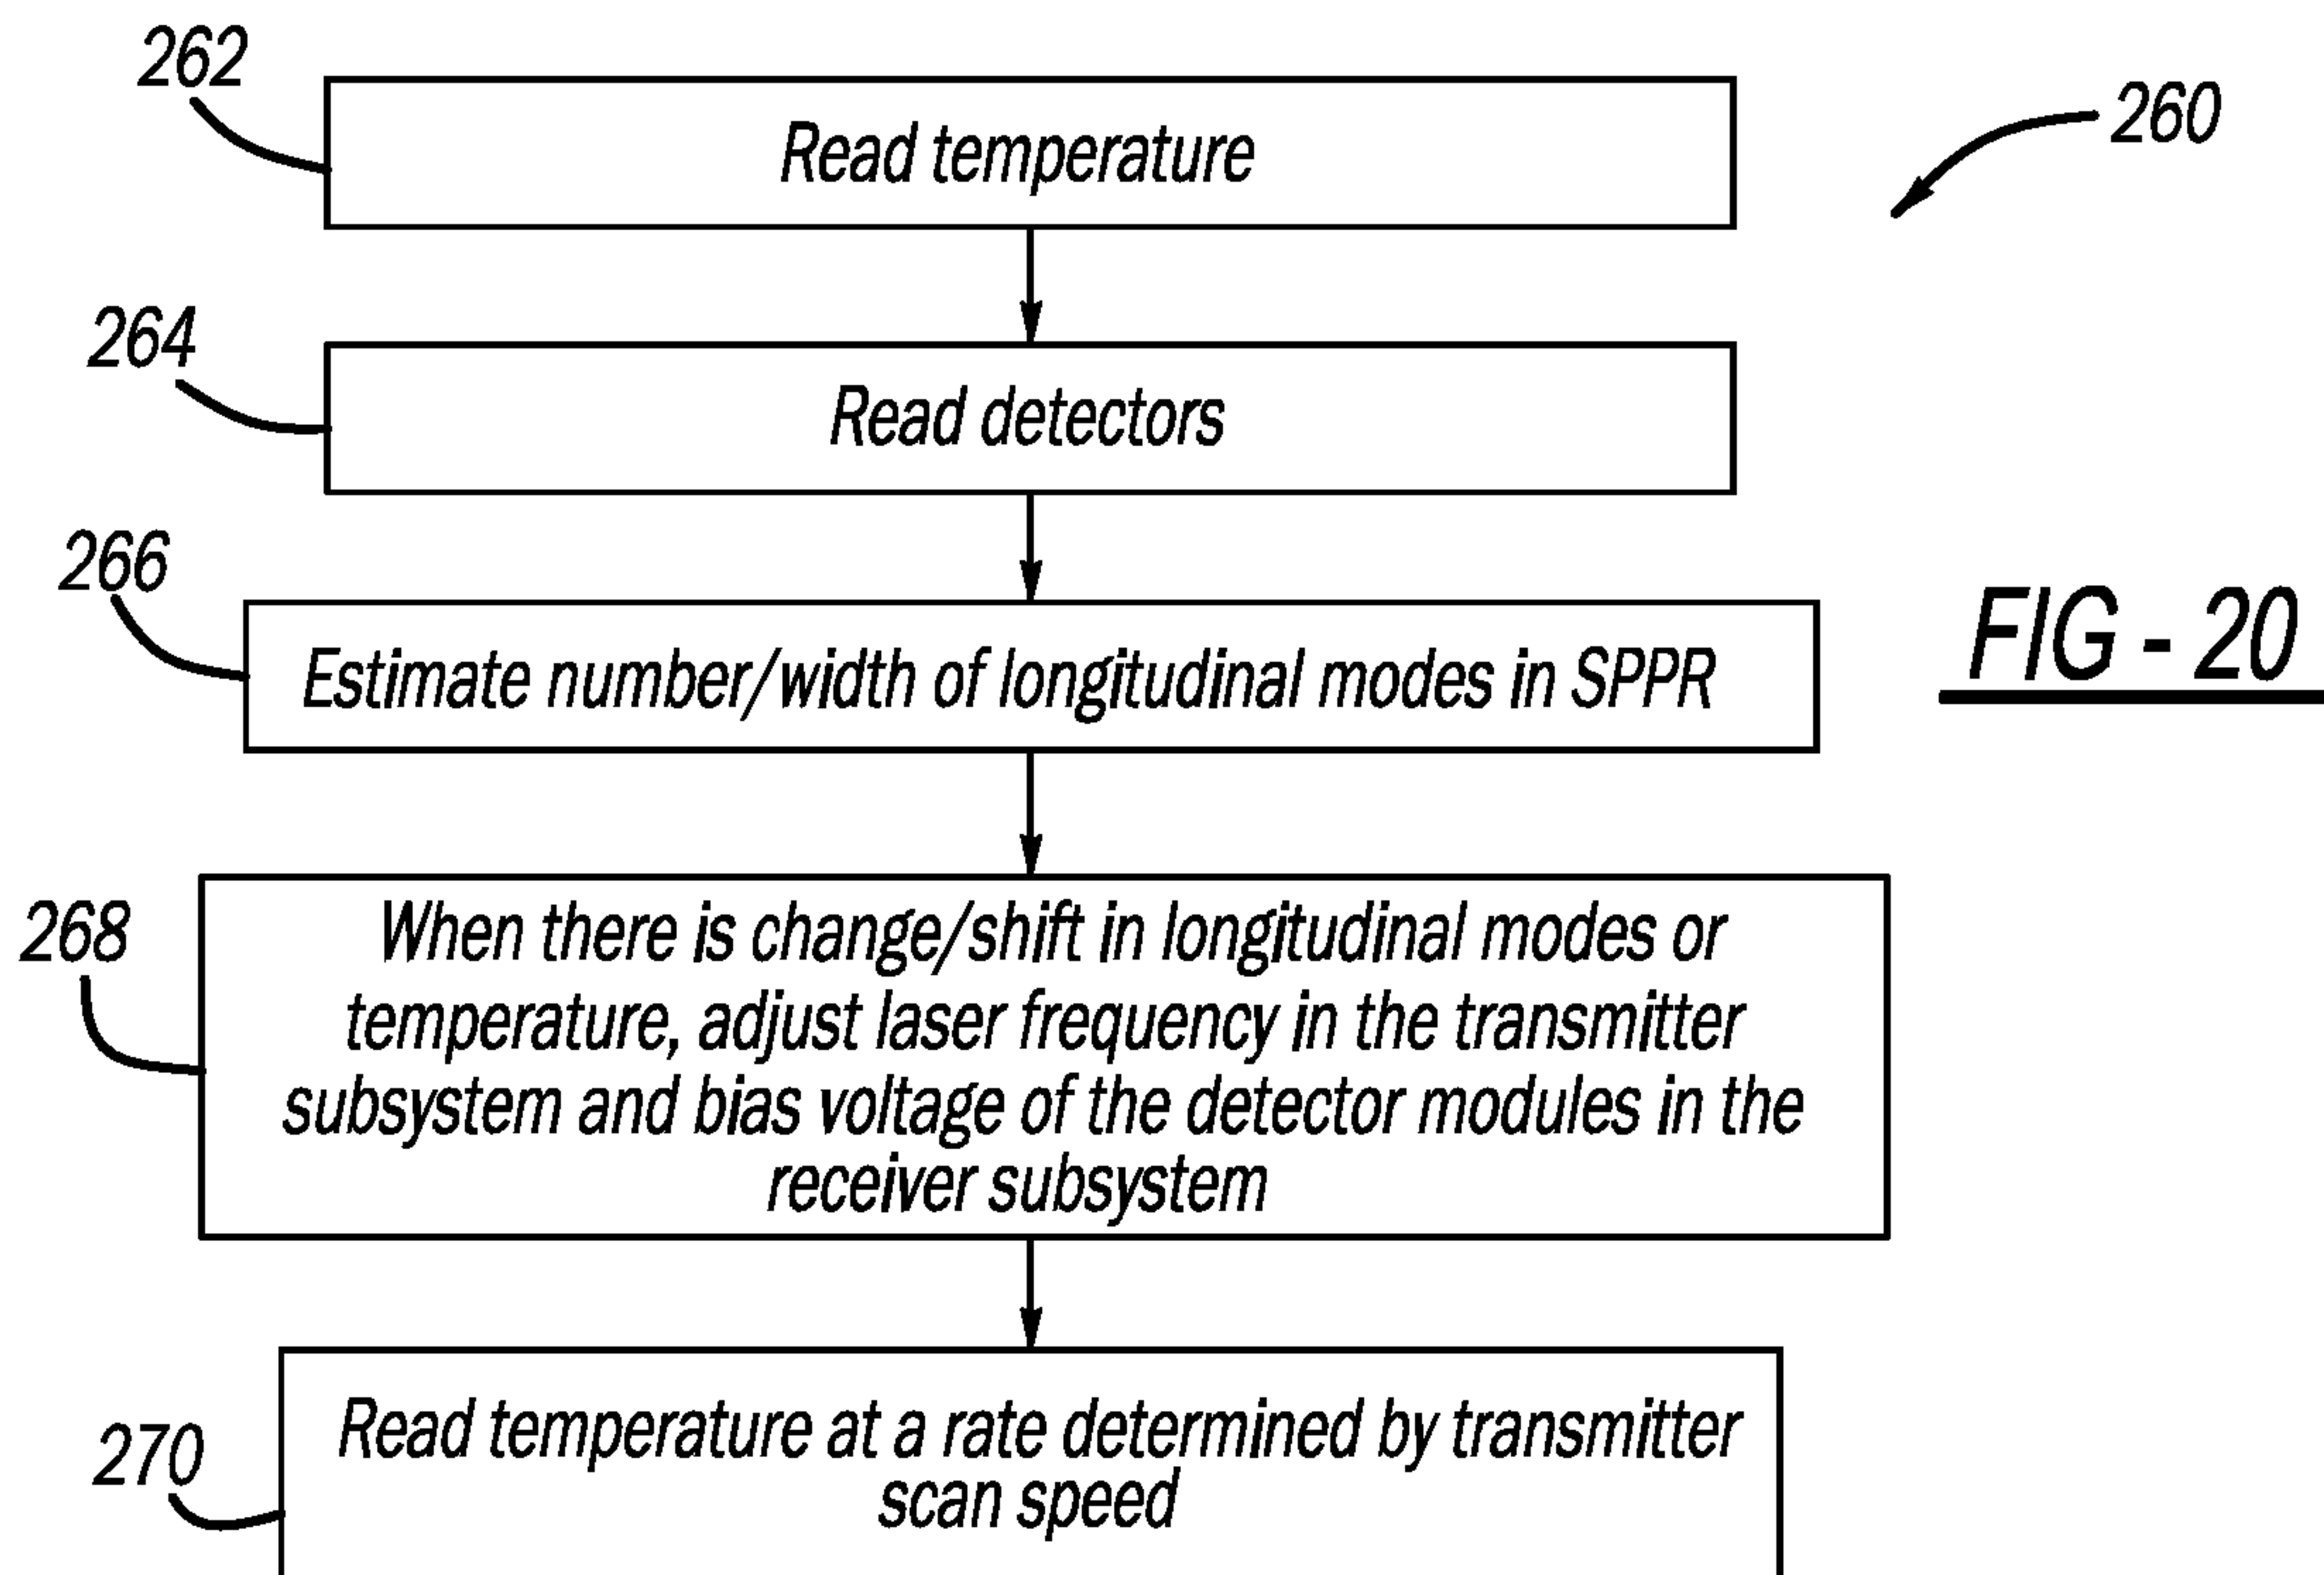 262
Read temperature
260
264
Read detectors
266
Estimate number/width of longitudinal modes in SPPR
FIG - 20
268
When there is change/shift in longitudinal modes or
temperature, adjust laser frequency in the transmitter
subsystem and bias voltage of the detector modules in the
receiver subsystem
270
Read temperature at a rate determined by transmitter
scan speed